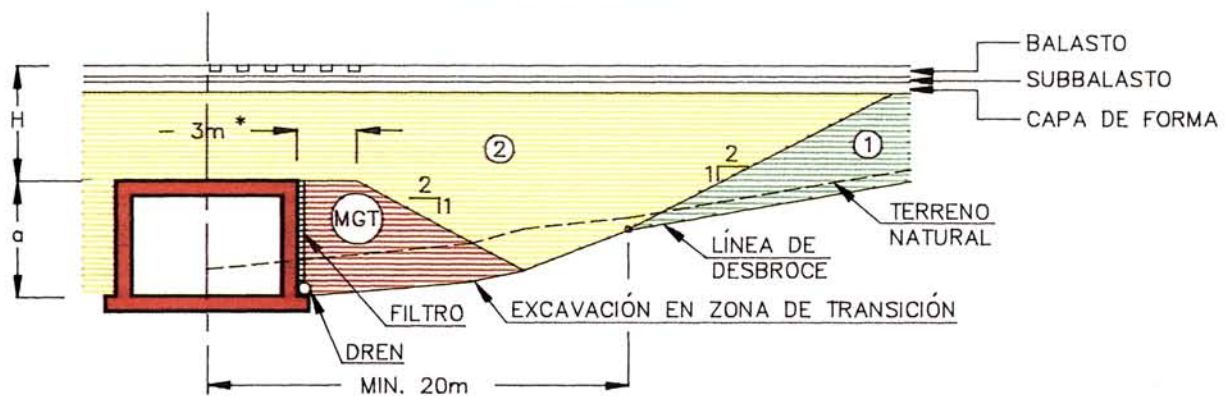 BALASTO
SUBBALASTO
CAPA DE FORMA
H
3m *
2
1
2
1
2
1
MGT
a
TERRENO
NATURAL
LÍNEA DE
DESBROCE
EXCAVACIÓN EN ZONA DE TRANSICIÓN
FILTRO
DREN
MIN. 20m